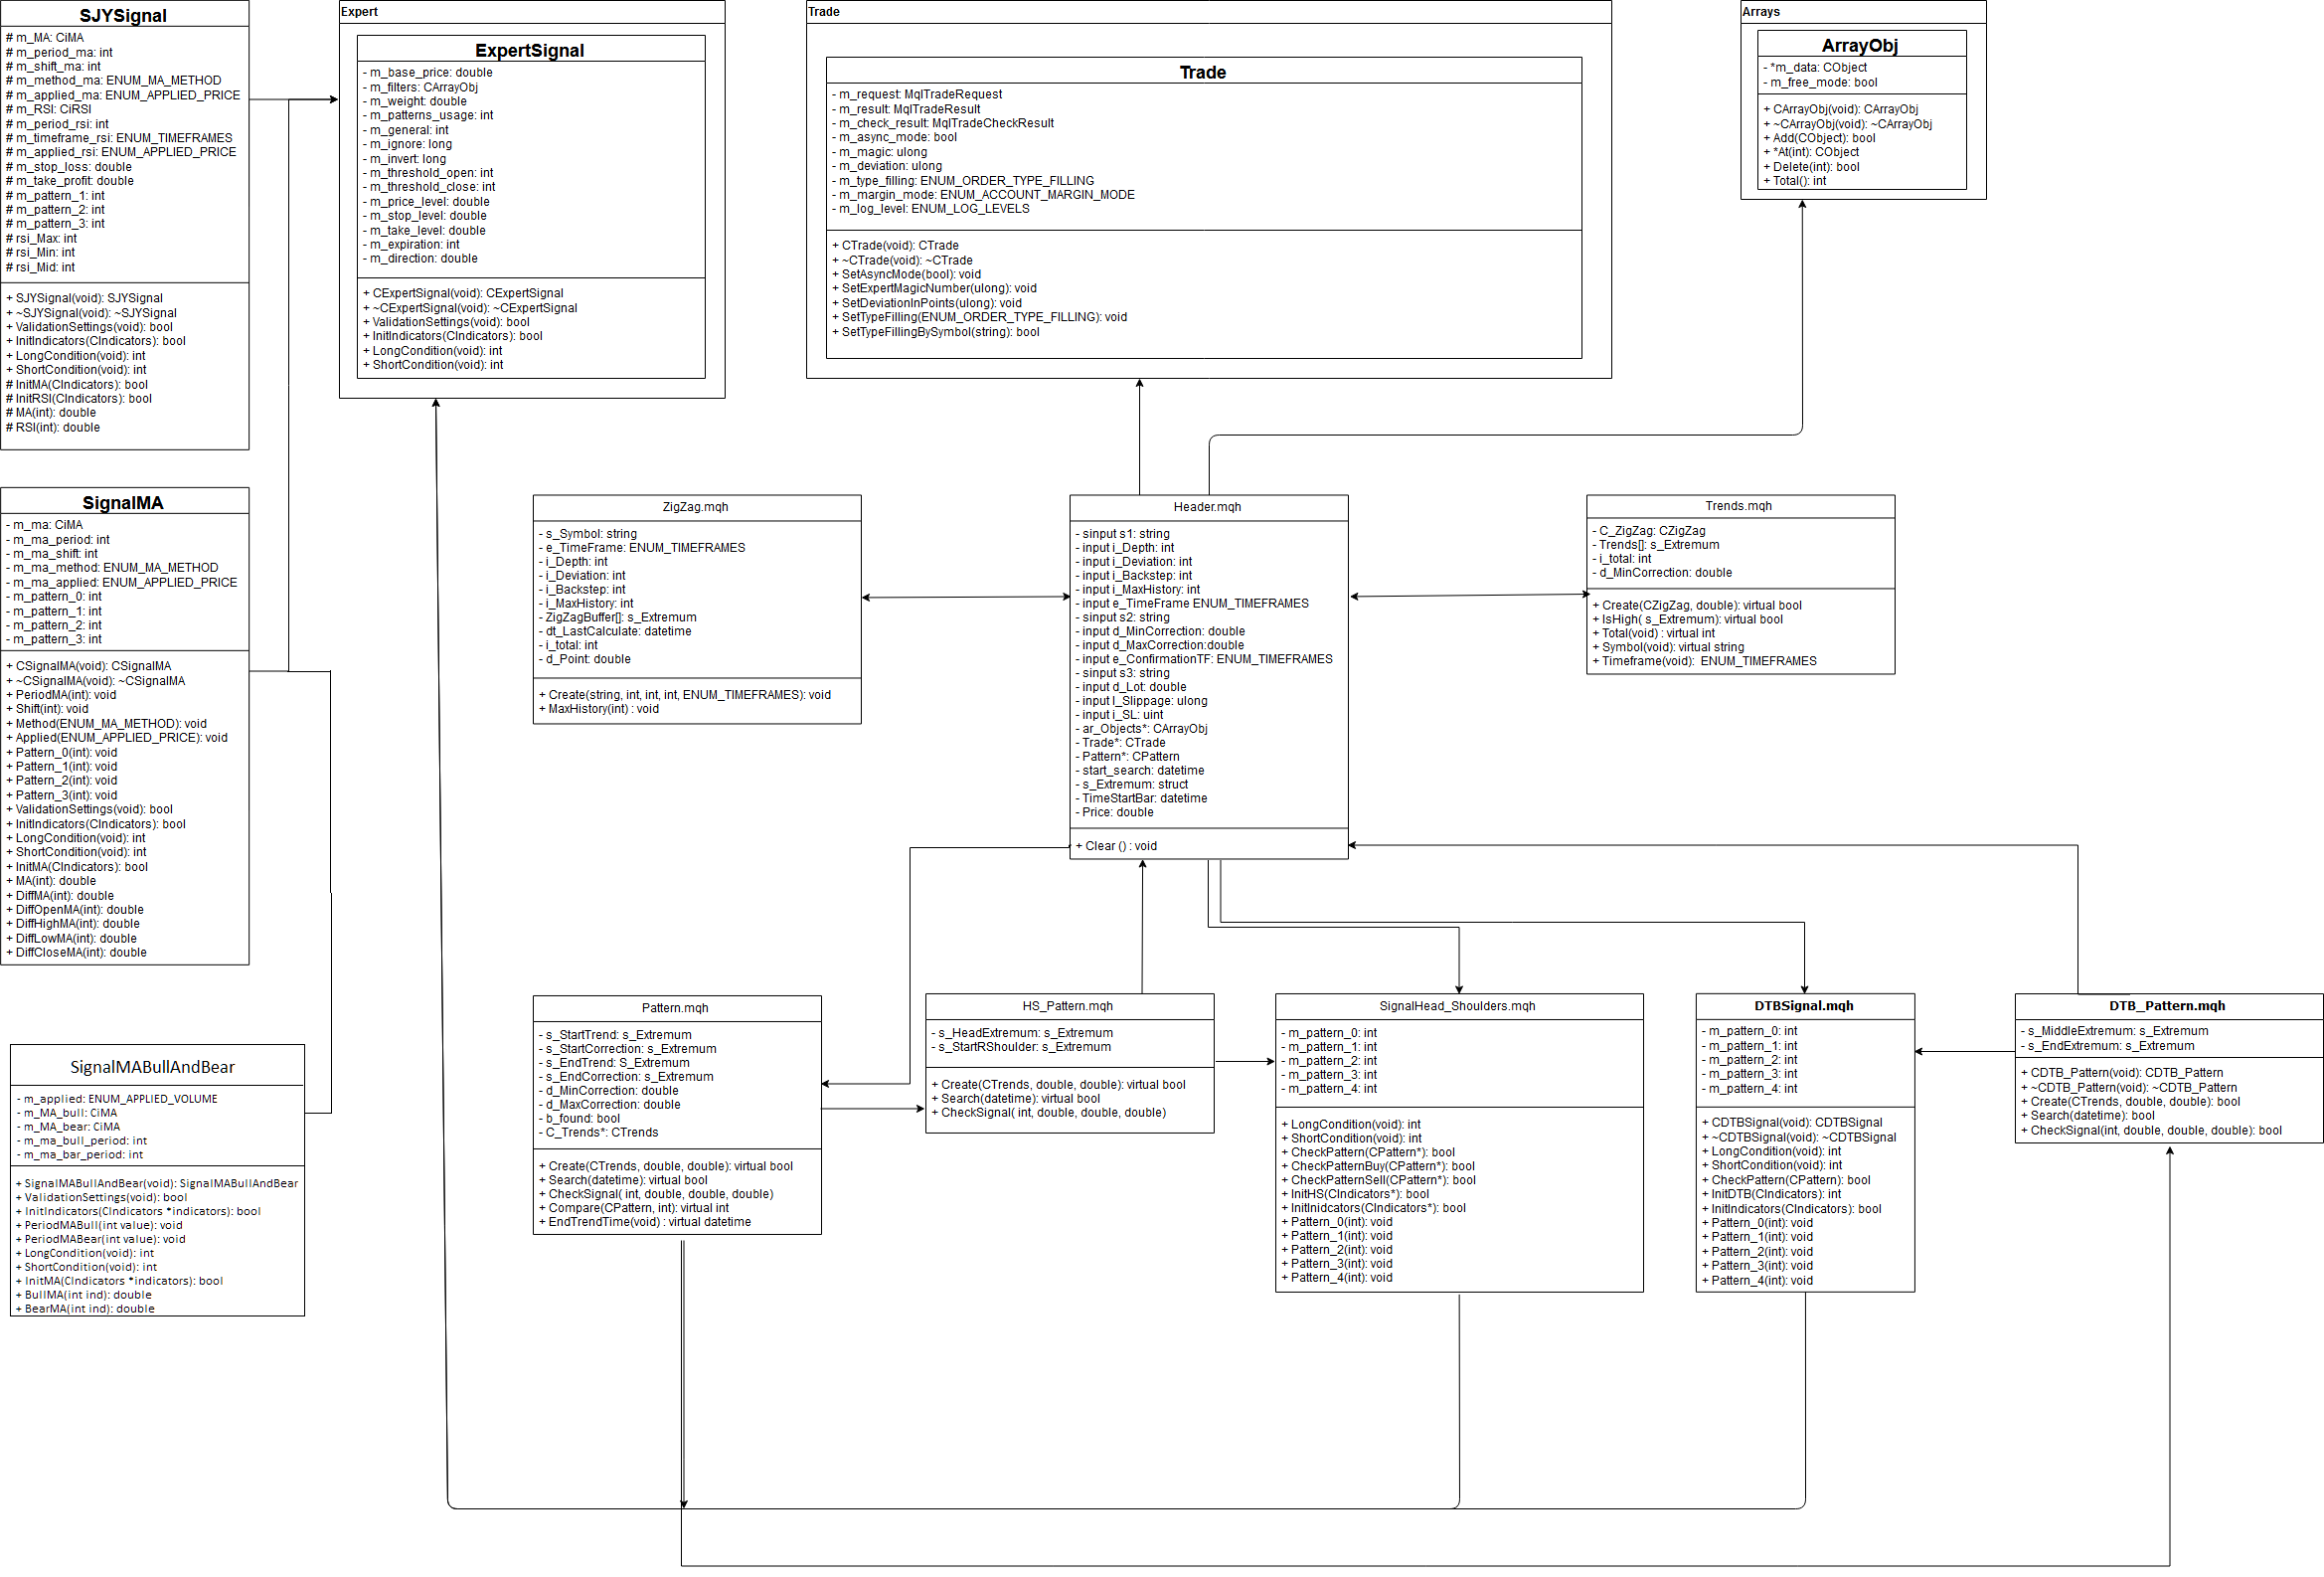 SJYSignal
# m_MA: CiMA
# m_period_ma: int
# m_shift_ma: int
# m_method_ma: ENUM_MA_METHOD
# m_applied_ma: ENUM_APPLIED_PRICE
# m_RSI: CiRSI
# m_period_rsi: int
# m_timeframe_rsi: ENUM_TIMEFRAMES
# m_applied_rsi: ENUM_APPLIED_PRICE
# m_stop_loss: double
# m_take_profit: double
# m_pattern_1: int
# m_pattern_2: int
# m_pattern_3: int
# rsi_Max: int
# rsi_Min: int
# rsi_Mid: int
+ SJYSignal(void): SJYSignal
+ ~SJYSignal(void): ~SJYSignal
+ ValidationSettings(void): bool
+ InitIndicators(CIndicators): bool
+ LongCondition(void): int
+ ShortCondition(void): int
# InitMA(CIndicators): bool
# InitRSI(CIndicators): bool
# MA(int): double
# RSI(int): double
Expert
ExpertSignal
- m_base_price: double
- m_filters: CArrayObj
- m_weight: double
- m_patterns_usage: int
- m_general: int
- m_ignore: long
- m_invert: long
- m_threshold_open: int
- m_threshold_close: int
- m_price_level: double
- m_stop_level: double
- m_take_level: double
- m_expiration: int
- m_direction: double
+ CExpertSignal(void): CExpertSignal
+ ~CExpertSignal(void): ~CExpertSignal
+ ValidationSettings(void): bool
+ InitIndicators(CIndicators): bool
+ LongCondition(void): int
+ ShortCondition(void): int
Trade
Trade
- m_request: MqlTradeRequest
- m_result: MqlTradeResult
- m_check_result: MqlTradeCheckResult
- m_async_mode: bool
- m_magic: ulong
- m_deviation: ulong
- m_type_filling: ENUM_ORDER_TYPE_FILLING
- m_margin_mode: ENUM_ACCOUNT_MARGIN_MODE
- m_log_level: ENUM_LOG_LEVELS
+ CTrade(void): CTrade
+ ~CTrade(void): ~CTrade
+ SetAsyncMode(bool): void
+ SetExpertMagicNumber(ulong): void
+ SetDeviationInPoints(ulong): void
+ SetTypeFilling(ENUM_ORDER_TYPE_FILLING): void
+ SetTypeFillingBySymbol(string): bool
Arrays
ArrayObj
- *m_data: CObject
- m_free_mode: bool
+ CArrayObj(void): CArrayObj
+ ~CArrayObj(void): ~CArrayObj
+ Add(CObject): bool
+ *At(int): CObject
+ Delete(int): bool
+ Total(): int
SignalMA
- m_ma: CiMA
- m_ma_period: int
- m_ma_shift: int
- m_ma_method: ENUM_MA_METHOD
- m_ma_applied: ENUM_APPLIED_PRICE
- m_pattern_0: int
- m_pattern_1: int
- m_pattern_2: int
- m_pattern_3: int
+ CSignalMA(void): CSignalMA
+ ~CSignalMA(void): ~CSignalMA
+ PeriodMA(int): void
+ Shift(int): void
+ Method(ENUM_MA_METHOD): void
+ Applied(ENUM_APPLIED_PRICE): void
+ Pattern_0(int): void
+ Pattern_1(int): void
+ Pattern_2(int): void
+ Pattern_3(int): void
+ ValidationSettings(void): bool
+ InitIndicators(CIndicators): bool
+ LongCondition(void): int
+ ShortCondition(void): int
+ InitMA(CIndicators): bool
+ MA(int): double
+ DiffMA(int): double
+ DiffOpenMA(int): double
+ DiffHighMA(int): double
+ DiffLowMA(int): double
+ DiffCloseMA(int): double
ZigZag.mqh
- s_Symbol: string
- e_TimeFrame: ENUM_TIMEFRAMES
- i_Depth: int
- i_Deviation: int
- i_Backstep: int
- i_MaxHistory: int
- ZigZagBuffer[]: s_Extremum
- dt_LastCalculate: datetime
- i_total: int
- d_Point: double
+ Create(string, int, int, int, ENUM_TIMEFRAMES): void
+ MaxHistory(int) : void
Header.mqh
- sinput s1: string
- input i_Depth: int
- input i_Deviation: int
- input i_Backstep: int
- input i_MaxHistory: int
- input e_TimeFrame ENUM_TIMEFRAMES
- sinput s2: string
- input d_MinCorrection: double
- input d_MaxCorrection:double
- input e_ConfirmationTF: ENUM_TIMEFRAMES
- sinput s3: string
- input d_Lot: double
- input l_Slippage: ulong
- input i_SL: uint
- ar_Objects*: CArrayObj
- Trade*: CTrade
- Pattern*: CPattern
- start_search: datetime
- s_Extremum: struct
- TimeStartBar: datetime
- Price: double
+ Clear () : void
Trends.mqh
- C_ZigZag: CZigZag
- Trends[]: s_Extremum
- i_total: int
- d_MinCorrection: double
+ Create(CZigZag, double): virtual bool
+ IsHigh( s_Extremum): virtual bool
+ Total(void) : virtual int
+ Symbol(void): virtual string
+ Timeframe(void): ENUM_TIMEFRAMES
SignalMABullAndBear
- m_applied: ENUM_APPLIED_VOLUME
- m_MA_bull: CiMA
- m_MA_bear: CiMA
- m_ma_bull_period: int
- m_ma_bar_period: int
+ SignalMABullAndBear(void): SignalMABullAndBear
+ ValidationSettings(void): bool
+ InitIndicators(CIndicators *indicators): bool
+ PeriodMABull(int value): void
+ PeriodMABear(int value): void
+ LongCondition(void): int
+ ShortCondition(void): int
+ InitMA(CIndicators *indicators): bool
+ BullMA(int ind): double
+ BearMA(int ind): double
Pattern.mqh
- s_StartTrend: s_Extremum
- s_StartCorrection: s_Extremum
- s_EndTrend: S_Extremum
- s_EndCorrection: s_Extremum
- d_MinCorrection: double
- d_MaxCorrection: double
- b_found: bool
- C_Trends*: CTrends
+ Create(CTrends, double, double): virtual bool
+ Search(datetime): virtual bool
+ CheckSignal( int, double, double, double)
+ Compare(CPattern, int): virtual int
+ EndTrendTime(void) : virtual datetime
HS_Pattern.mqh
- s_HeadExtremum: s_Extremum
- s_StartRShoulder: s_Extremum
+ Create(CTrends, double, double): virtual bool
+ Search(datetime): virtual bool
+ CheckSignal( int, double, double, double)
SignalHead_Shoulders.mqh
- m_pattern_0: int
- m_pattern_1: int
- m_pattern_2: int
- m_pattern_3: int
- m_pattern_4: int
+ LongCondition(void): int
+ ShortCondition(void): int
+ CheckPattern(CPattern*): bool
+ CheckPatternBuy(CPattern*): bool
+ CheckPatternSell(CPattern*): bool
+ InitHS(CIndicators*): bool
+ InitInidcators(CIndicators*): bool
+ Pattern_0(int): void
+ Pattern_1(int): void
+ Pattern_2(int): void
+ Pattern_3(int): void
+ Pattern_4(int): void
DTBSignal.mqh
- m_pattern_0: int
- m_pattern_1: int
- m_pattern_2: int
- m_pattern_3: int
- m_pattern_4: int
+ CDTBSignal(void): CDTBSignal
+ ~CDTBSignal(void): ~CDTBSignal
+ LongCondition(void): int
+ ShortCondition(void): int
+ CheckPattern(CPattern): bool
+ InitDTB(CIndicators): int
+ InitIndicators(CIndicators): bool
+ Pattern_0(int): void
+ Pattern_1(int): void
+ Pattern_2(int): void
+ Pattern_3(int): void
+ Pattern_4(int): void
DTB_Pattern.mqh
- s_MiddleExtremum: s_Extremum
- s_EndExtremum: s_Extremum
+ CDTB_Pattern(void): CDTB_Pattern
+ ~CDTB_Pattern(void): ~CDTB_Pattern
+ Create(CTrends, double, double): bool
+ Search(datetime): bool
+ CheckSignal(int, double, double, double): bool